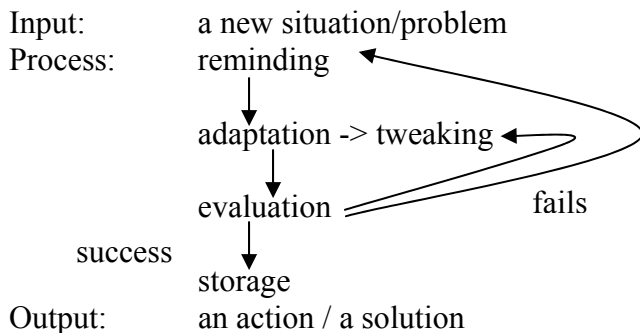 Input: a new situation/problem
Process: reminding
adaptation -> tweaking
evaluation
fails
success
storage
Output: an action / a solution